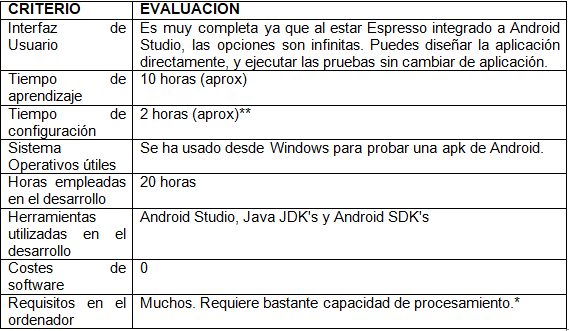 CRITERIO EVALUACION
Interfaz de Es muy completa ya que al estar Espresso integrado a Android
Usuario Studio, las opciones son infinitas. Puedes diseñar la aplicación
directamente, y ejecutar las pruebas sin cambiar de aplicación.
Tiempo de 10 horas (aprox)
aprendizaje
Tiempo de 2 horas (aprox)**
configuración
Sistema Se ha usado desde Windows para probar una apk de Android.
Operativos útiles
Horas empleadas 20 horas
en el desarrollo
Herramientas Android Studio, Java JDK's y Android SDK's
utilizadas en el
desarrollo
Costes de 0
software
Requisitos en el Muchos. Requiere bastante capacidad de procesamiento.*
ordenador